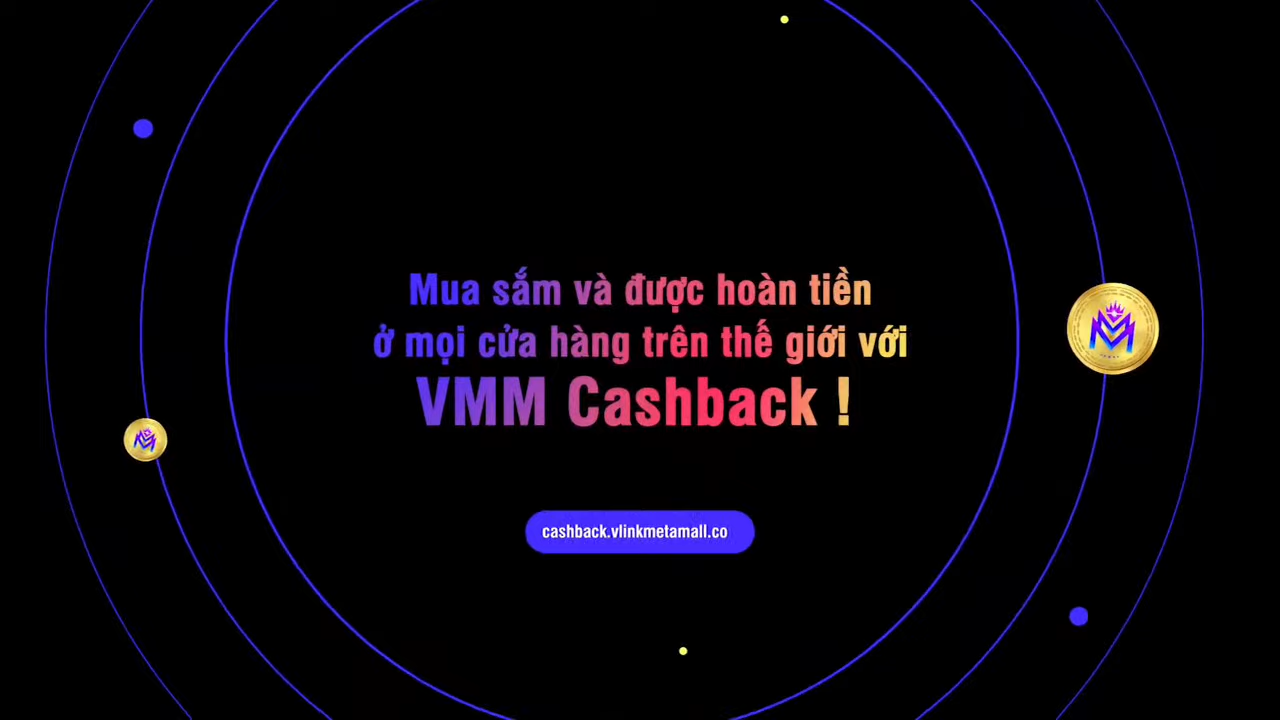 Mua sắm và được hoàn tiền
ở mọi cửa hàng trên thế giới với
VMM Cashback !
cashback.vlinkmetamall.co